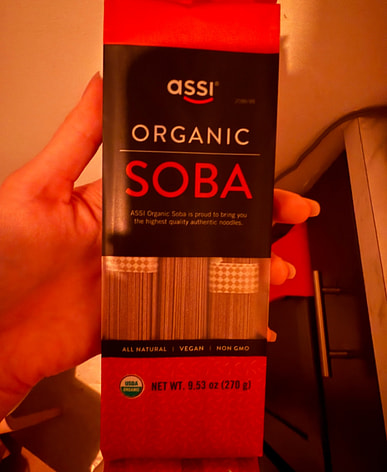 assi
ORGANIC
SOBA
ASSI Organic Soba is proud to bring you
the highest quality authentic noodles.
ALL NATURAL | VEGAN | NON GMO
USDA
ORGANIC
NET WT. 9.53 oz (270 g)